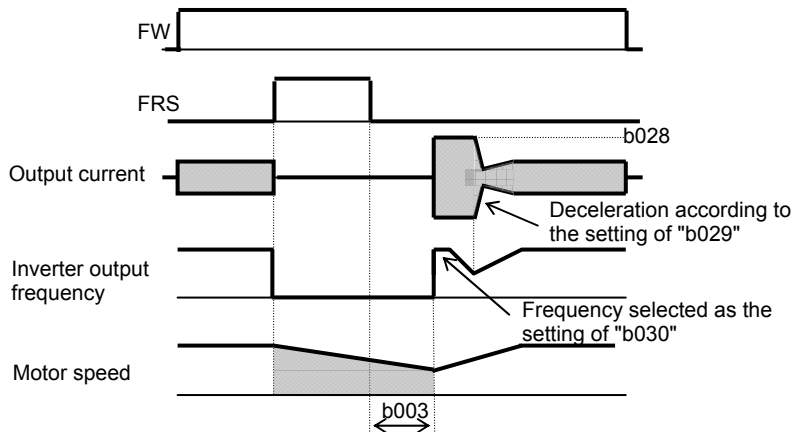 FW
FRS
b028
Output current
Deceleration according to
the setting of "b029"
Inverter output
frequency
Frequency selected as the
setting of "b030"
Motor speed
b003